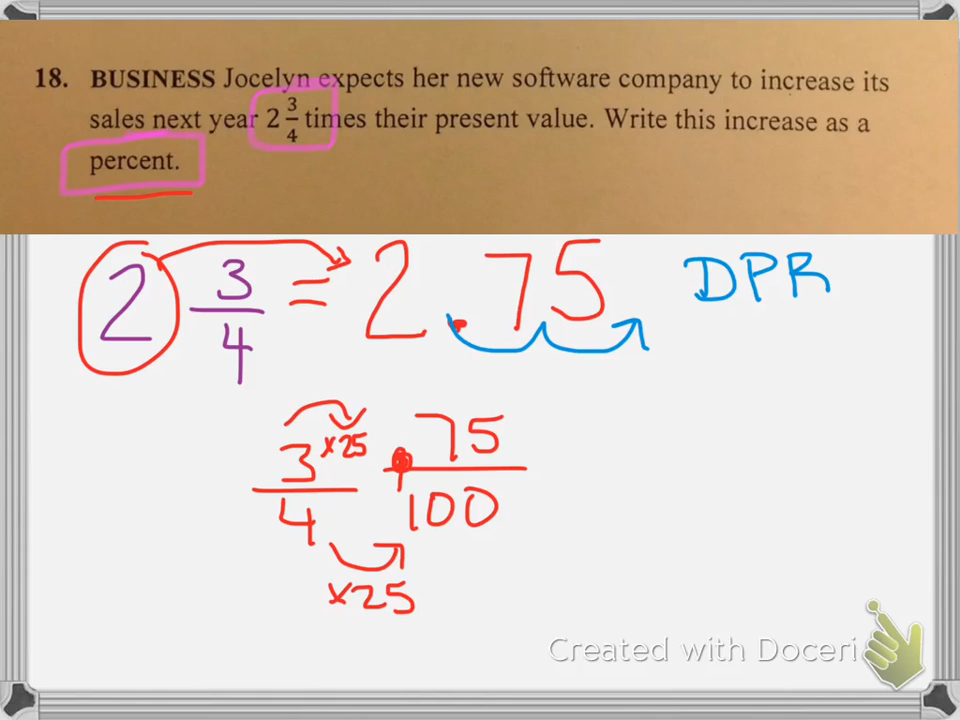 18. BUSINESS Jocelyn expects her new software company to increase its
sales next year 2 3/4 times their present value. Write this increase as a
percent.
2 3/4 = 2.75 DPR
3 x25 .75
4 100
x25
Created with Doceri